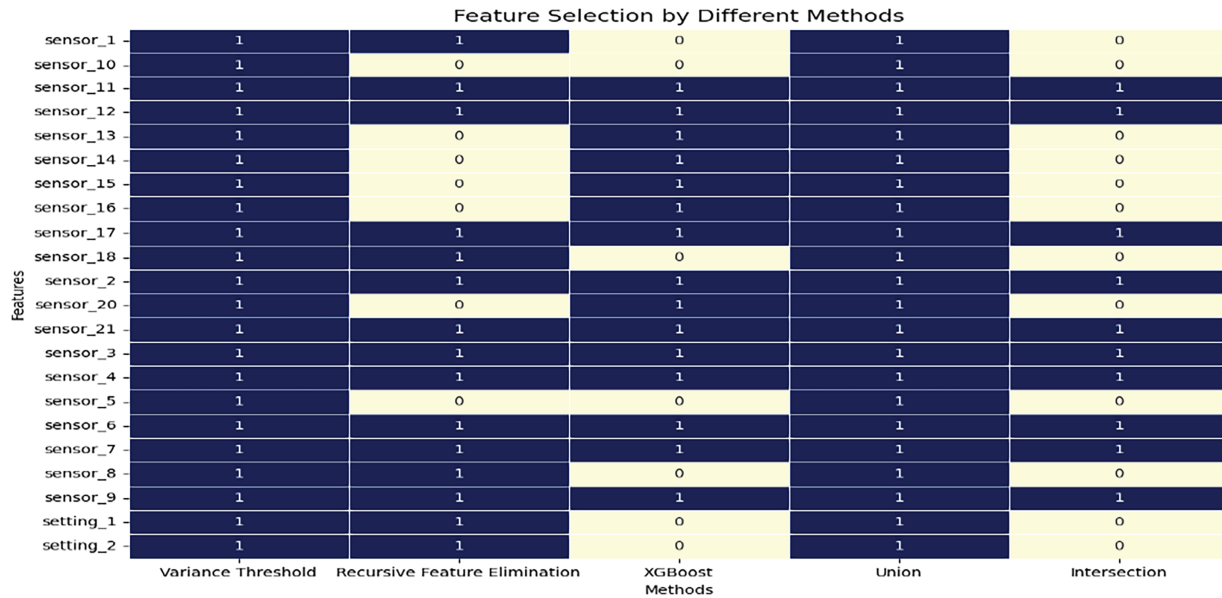 Feature Selection by Different Methods
Features
sensor_1 1 1 0 1 0
sensor_10 1 0 0 1 0
sensor_11 1 1 1 1 1
sensor_12 1 1 1 1 1
sensor_13 1 0 1 1 0
sensor_14 1 0 1 1 0
sensor_15 1 0 1 1 0
sensor_16 1 0 1 1 0
sensor_17 1 1 1 1 1
sensor_18 1 1 0 1 0
sensor_2 1 1 1 1 1
sensor_20 1 0 1 1 0
sensor_21 1 1 1 1 1
sensor_3 1 1 1 1 1
sensor_4 1 1 1 1 1
sensor_5 1 0 0 1 0
sensor_6 1 1 1 1 1
sensor_7 1 1 1 1 1
sensor_8 1 1 0 1 0
sensor_9 1 1 1 1 1
setting_1 1 1 0 1 0
setting_2 1 1 0 1 0
Variance Threshold Recursive Feature Elimination XGBoost Union Intersection
Methods